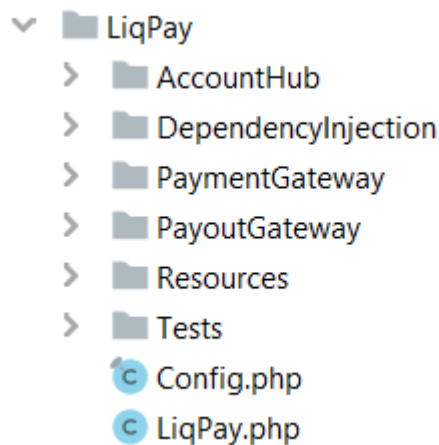 LiqPay
AccountHub
DependencyInjection
PaymentGateway
PayoutGateway
Resources
Tests
C Config.php
C LiqPay.php